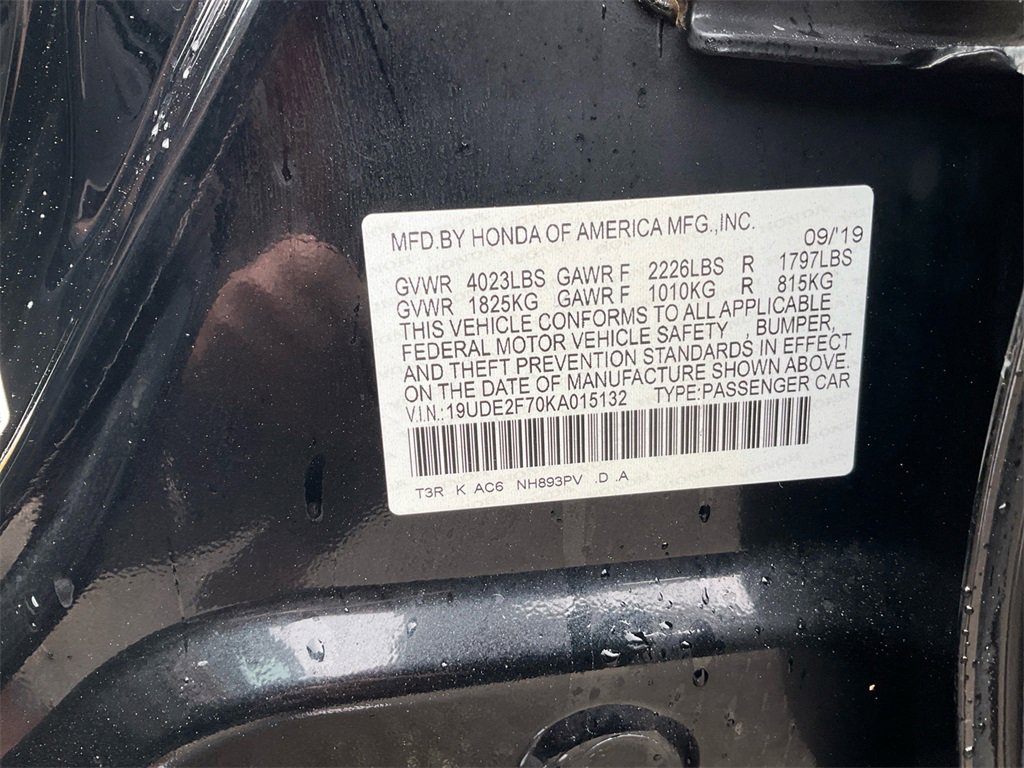 MFD.BY HONDA OF AMERICA MFG.,INC.
09/'19
GVWR 4023LBS GAWR F 2226LBS R 1797LBS
GVWR 1825KG GAWR F 1010KG R 815KG
THIS VEHICLE CONFORMS TO ALL APPLICABLE
FEDERAL MOTOR VEHICLE SAFETY , BUMPER,
AND THEFT PREVENTION STANDARDS IN EFFECT
ON THE DATE OF MANUFACTURE SHOWN ABOVE.
V.I.N.:19UDE2F70KA015132 TYPE:PASSENGER CAR
T3R K AC6 NH893PV .D .A